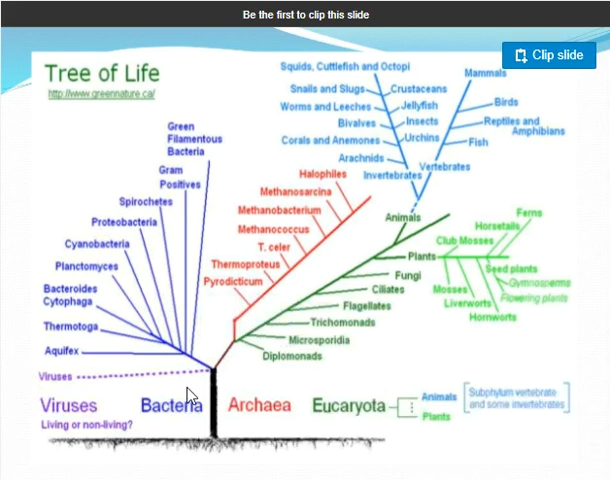 Be the first to clip this slide
Clip slide
Tree of Life
http://www.greennature.ca/
Squids, Cuttlefish and Octopi
Snails and Slugs
Crustaceans
Worms and Leeches
Jellyfish
Bivalves
Insects
Corals and Anemones
Urchins
Arachnids
Invertebrates
Mammals
Birds
Reptiles and
Amphibians
Fish
Vertebrates
Green
Filamentous
Bacteria
Gram
Positives
Spirochetes
Proteobacteria
Cyanobacteria
Planctomyces
Bacteroides
Cytophaga
Thermotoga
Aquifex
Halophiles
Methanosarcina
Methanobacterium
Methanococcus
T. celer
Thermoproteus
Pyrodicticum
Animals
Plants
Fungi
Ciliates
Flagellates
Trichomonads
Microsporidia
Diplomonads
Ferns
Horsetails
Club Mosses
Seed plants
Gymnosperms
Flowering plants
Mosses
Liverworts
Hornworts
Viruses
Viruses
Living or non-living?
Bacteria
Archaea
Eucaryota
Animals
Plants
Subphylum vertebrate
and some invertebrates